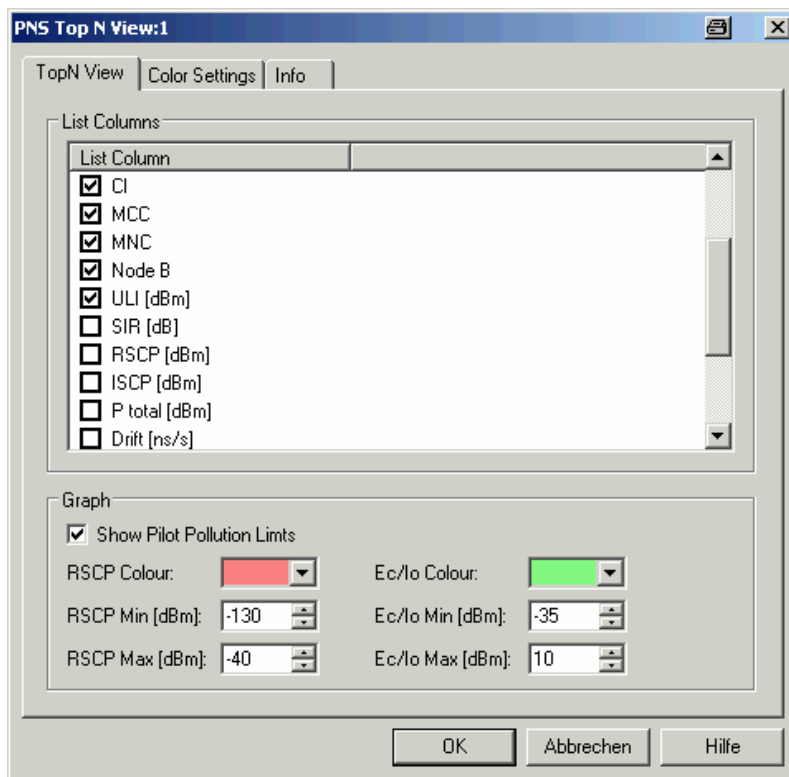 PNS Top N View:1
TopN View Color Settings Info
List Columns
List Column
CI
MCC
MNC
Node B
ULI [dBm]
SIR [dB]
RSCP [dBm]
ISCP [dBm]
P total [dBm]
Drift [ns/s]
Graph
Show Pilot Pollution Limts
RSCP Colour: Ec/Io Colour:
RSCP Min [dBm]: -130 Ec/Io Min [dBm]: -35
RSCP Max [dBm]: -40 Ec/Io Max [dBm]: 10
OK Abbrechen Hilfe